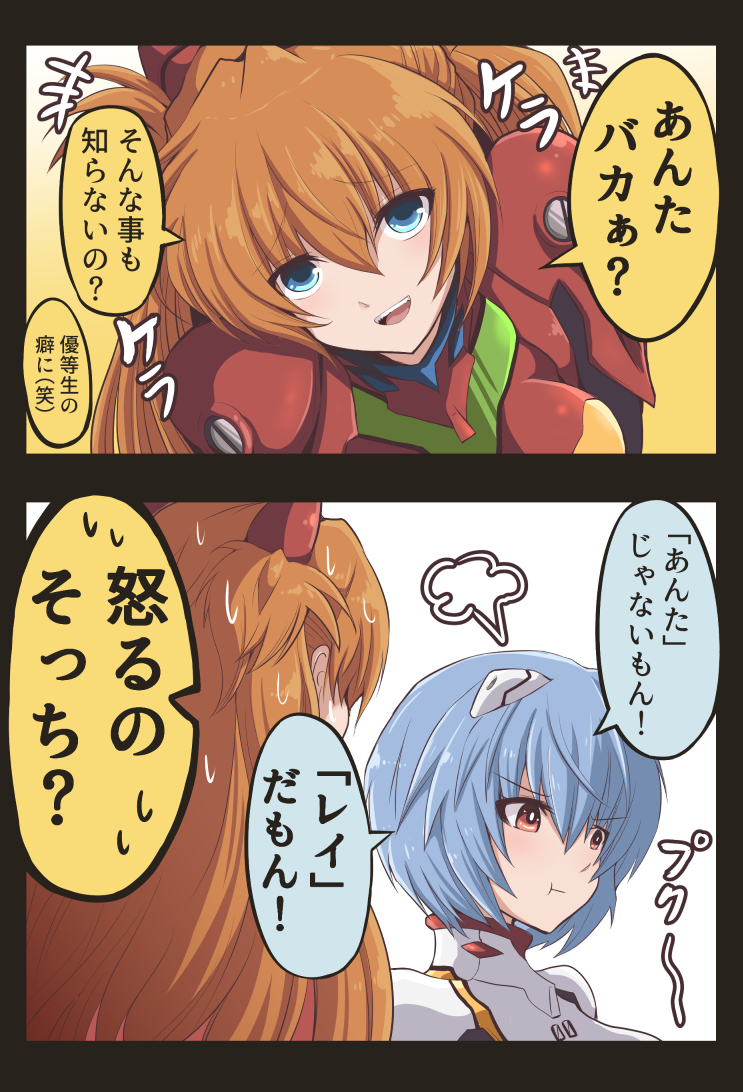 あんた
バカぁ?
ケラ
そんな事も
知らないの?
ケラ
優等生の
癖に(笑)
「あんた」
じゃないもん!
「レイ」
だもん!
プク〜
怒るの
そっち?
00